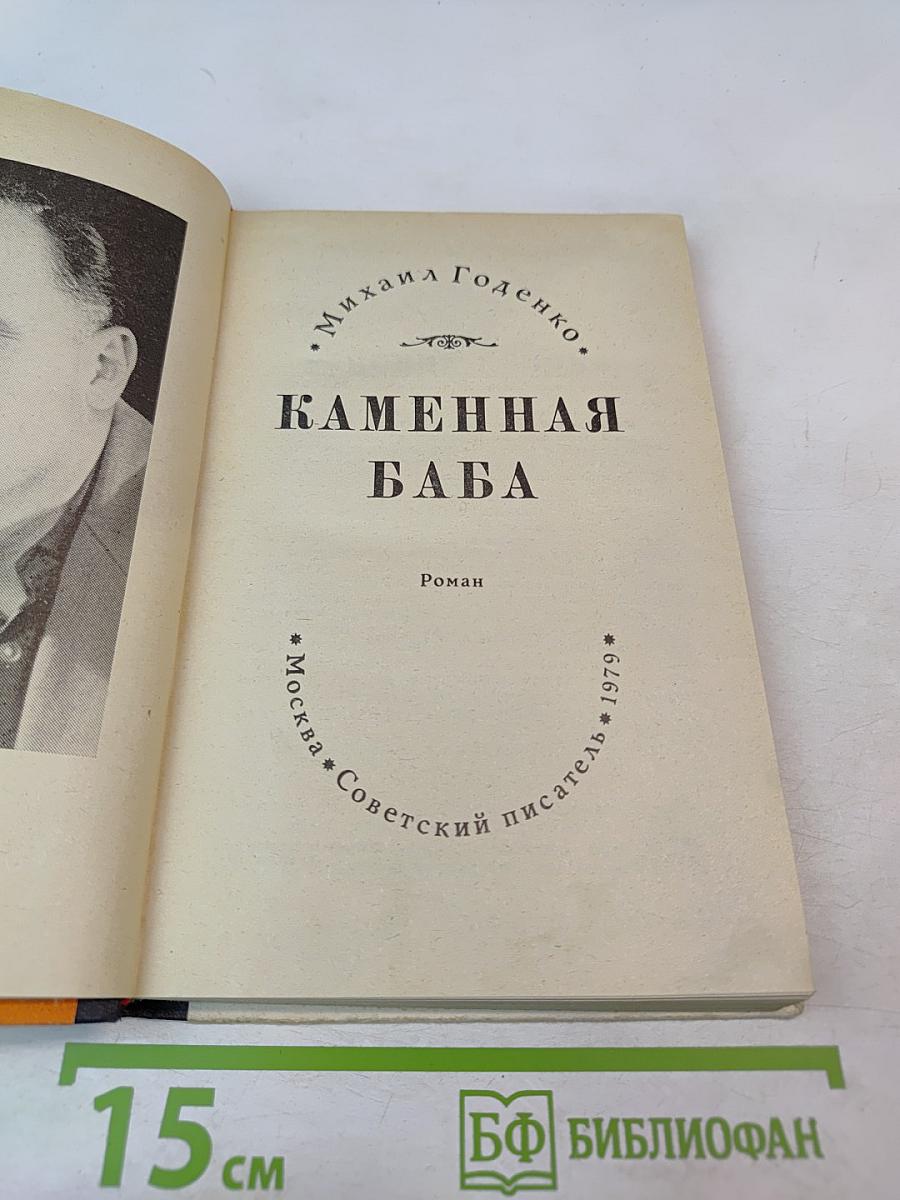 * Михаил Годенко *
КАМЕННАЯ
БАБА
Роман
* Москва * Советский писатель * 1979 *
15 см
БФ БИБЛИОФАН